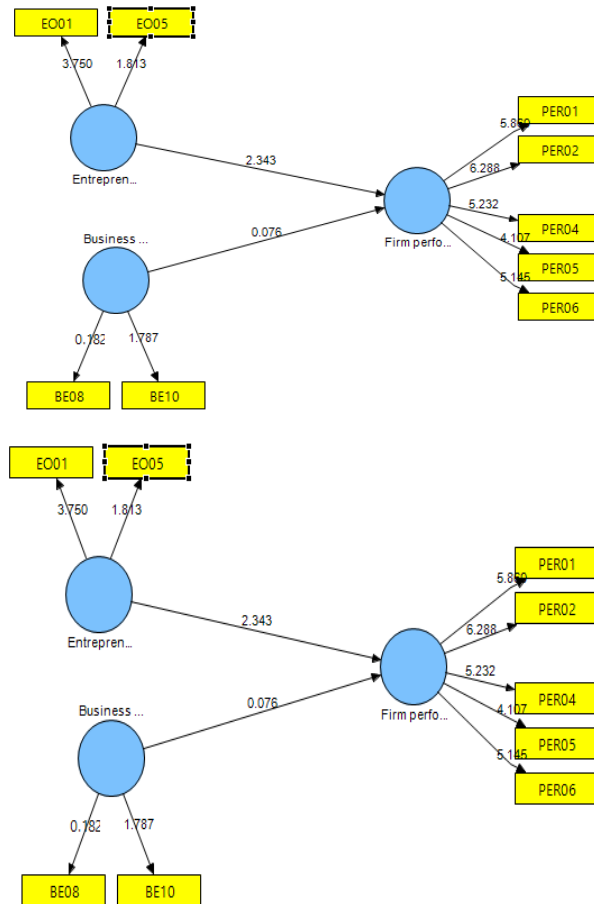 EO01
EO05
3.750
1.813
PER01
5.860
PER02
2.343
6.288
Entrepren...
5.232
PER04
Business ...
0.076
4.107
Firm perfo...
PER05
5.145
PER06
0.182
1.787
BE08
BE10
EO01
EO05
3.750
1.813
PER01
5.860
PER02
2.343
6.288
Entrepren...
5.232
PER04
Business ...
0.076
4.107
Firm perfo...
PER05
5.145
PER06
0.182
1.787
BE08
BE10